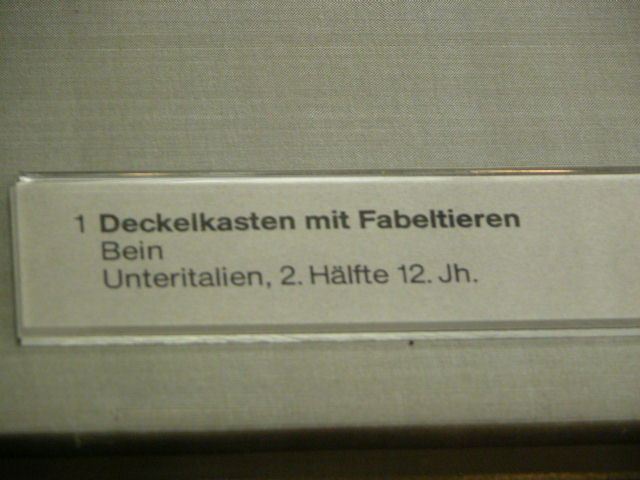 1 Deckelkasten mit Fabeltieren
Bein
Unteritalien, 2. Hälfte 12. Jh.